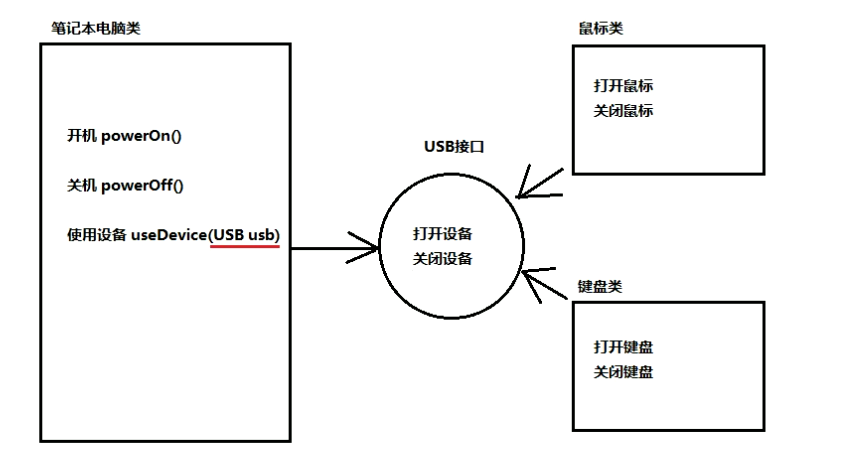 笔记本电脑类
开机 powerOn()
关机 powerOff()
使用设备 useDevice(USB usb)
USB接口
打开设备
关闭设备
鼠标类
打开鼠标
关闭鼠标
键盘类
打开键盘
关闭键盘